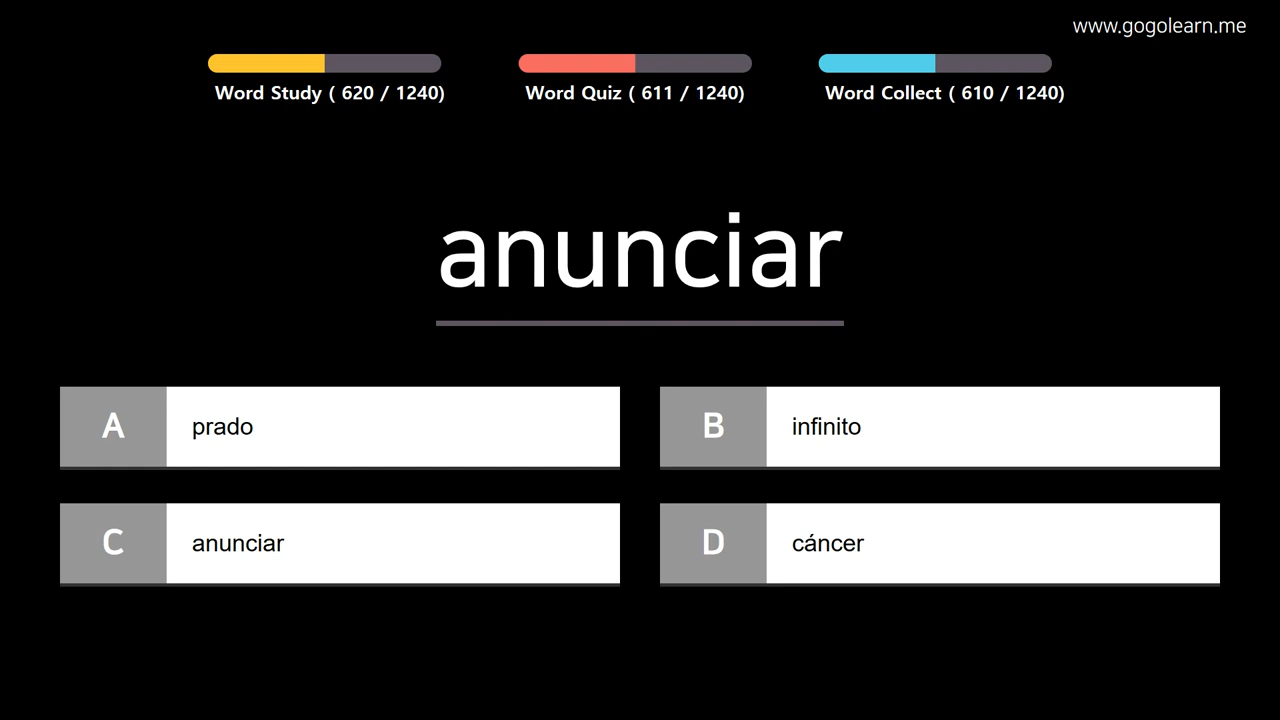 www.gogolearn.me
Word Study ( 620 / 1240)
Word Quiz ( 611 / 1240)
Word Collect ( 610 / 1240)
anunciar
A prado
B infinito
C anunciar
D cáncer